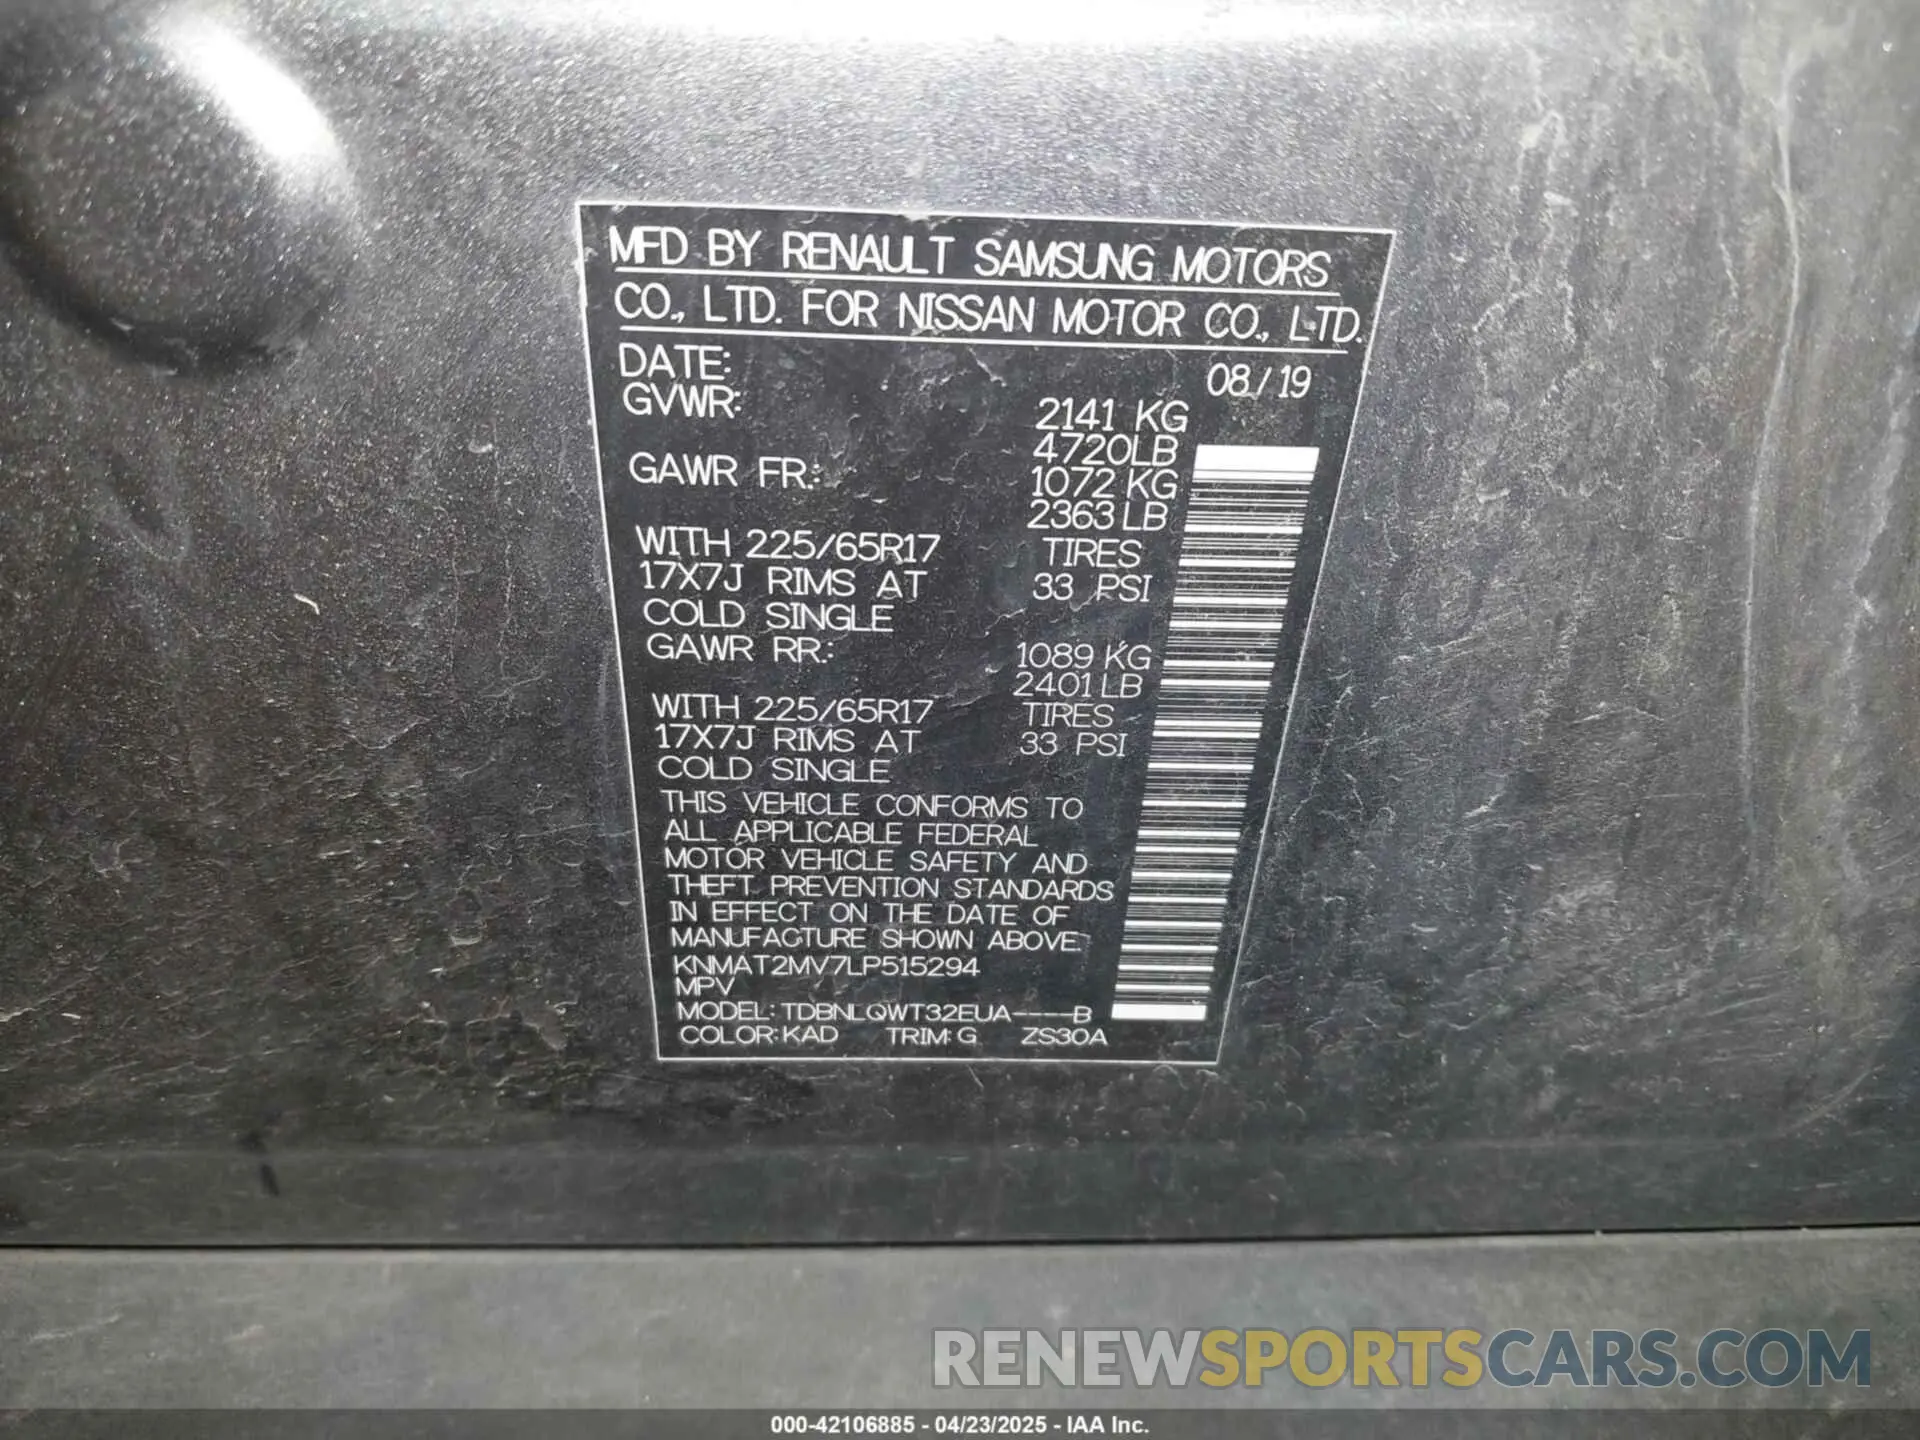 MFD BY RENAULT SAMSUNG MOTORS
CO., LTD. FOR NISSAN MOTOR CO., LTD.
DATE: 08/19
GVWR: 2141 KG
4720LB
GAWR FR.: 1072 KG
2363 LB
WITH 225/65R17 TIRES
17X7J RIMS AT 33 PSI
COLD SINGLE
GAWR RR.: 1089 KG
2401 LB
WITH 225/65R17 TIRES
17X7J RIMS AT 33 PSI
COLD SINGLE
THIS VEHICLE CONFORMS TO
ALL APPLICABLE FEDERAL
MOTOR VEHICLE SAFETY AND
THEFT PREVENTION STANDARDS
IN EFFECT ON THE DATE OF
MANUFACTURE SHOWN ABOVE.
KNMAT2MV7LP515294
MPV
MODEL: TDBNLQWT32EUA----B
COLOR: KAD TRIM: G ZS30A
RENEWSPORTSCARS.COM
000-42106885 - 04/23/2025 - IAA Inc.